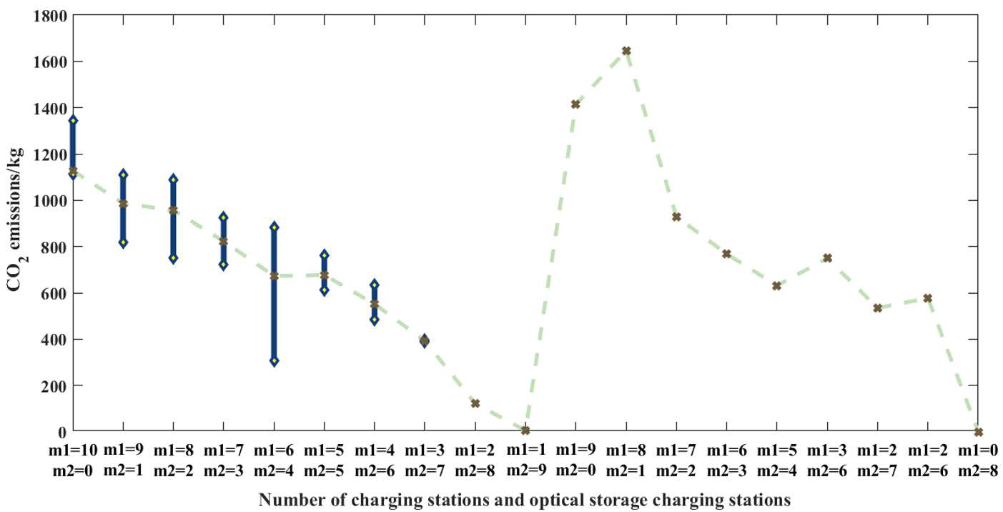 1800
1600
1400
1200
1000
800
600
400
200
0
CO2 emissions/kg
m1=10 m1=9 m1=8 m1=7 m1=6 m1=5 m1=4 m1=3 m1=2 m1=1 m1=9 m1=8 m1=7 m1=6 m1=5 m1=3 m1=2 m1=2 m1=0
m2=0 m2=1 m2=2 m2=3 m2=4 m2=5 m2=6 m2=7 m2=8 m2=9 m2=0 m2=1 m2=2 m2=3 m2=4 m2=6 m2=7 m2=6 m2=8
Number of charging stations and optical storage charging stations